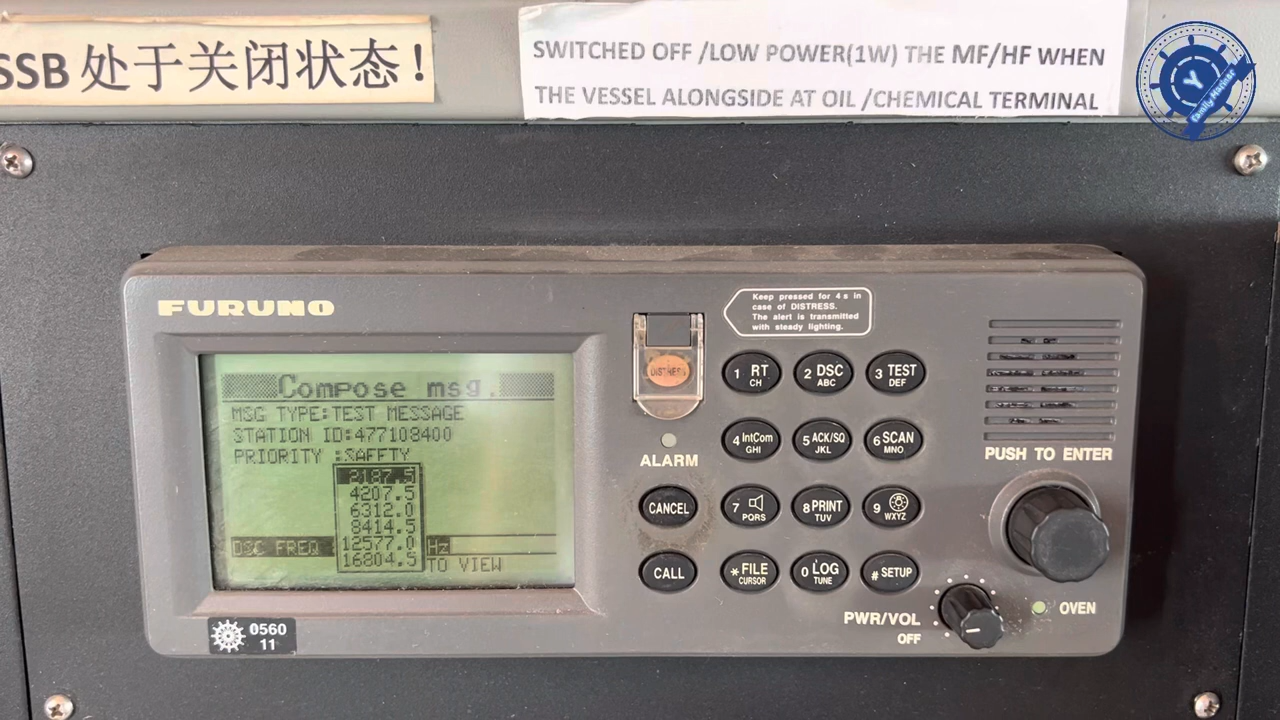 SSB 处于关闭状态!
SWITCHED OFF /LOW POWER(1W) THE MF/HF WHEN
THE VESSEL ALONGSIDE AT OIL /CHEMICAL TERMINAL
Y
Family Mariner
FURUNO
Keep pressed for 4 s in
case of DISTRESS.
The alert is transmitted
with steady lighting.
DISTRESS
Compose msg.
MSG TYPE:TEST MESSAGE
STATION ID:477108400
PRIORITY :SAFETY
2187.5
4207.5
6312.0
8414.5
DSC FREQ 12577.0 Hz
16804.5 TO VIEW
1 RT
CH
2 DSC
ABC
3 TEST
DEF
ALARM
4 IntCom
GHI
5 ACK/SQ
JKL
6 SCAN
MNO
PUSH TO ENTER
CANCEL
7
PQRS
8 PRINT
TUV
9
WXYZ
CALL
* FILE
CURSOR
0 LOG
TUNE
# SETUP
PWR/VOL
OFF
OVEN
0560
11